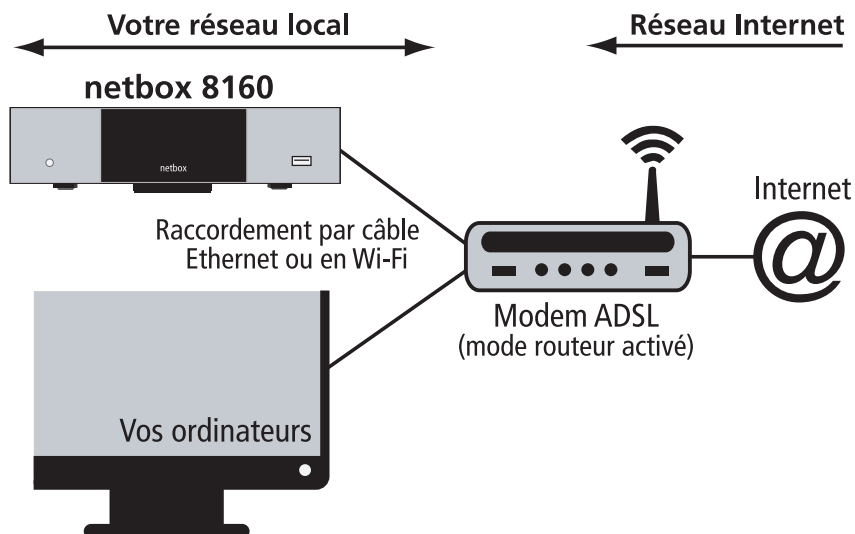 Votre réseau local
Réseau Internet
netbox 8160
netbox
Internet
@
Raccordement par câble
Ethernet ou en Wi-Fi
Modem ADSL
(mode routeur activé)
Vos ordinateurs